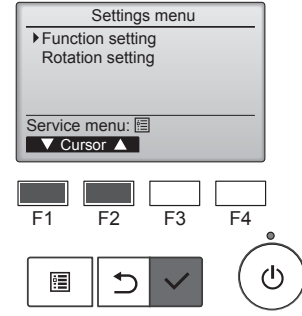 Settings menu
Function setting
Rotation setting
Service menu:
▼ Cursor ▲
F1 F2 F3 F4